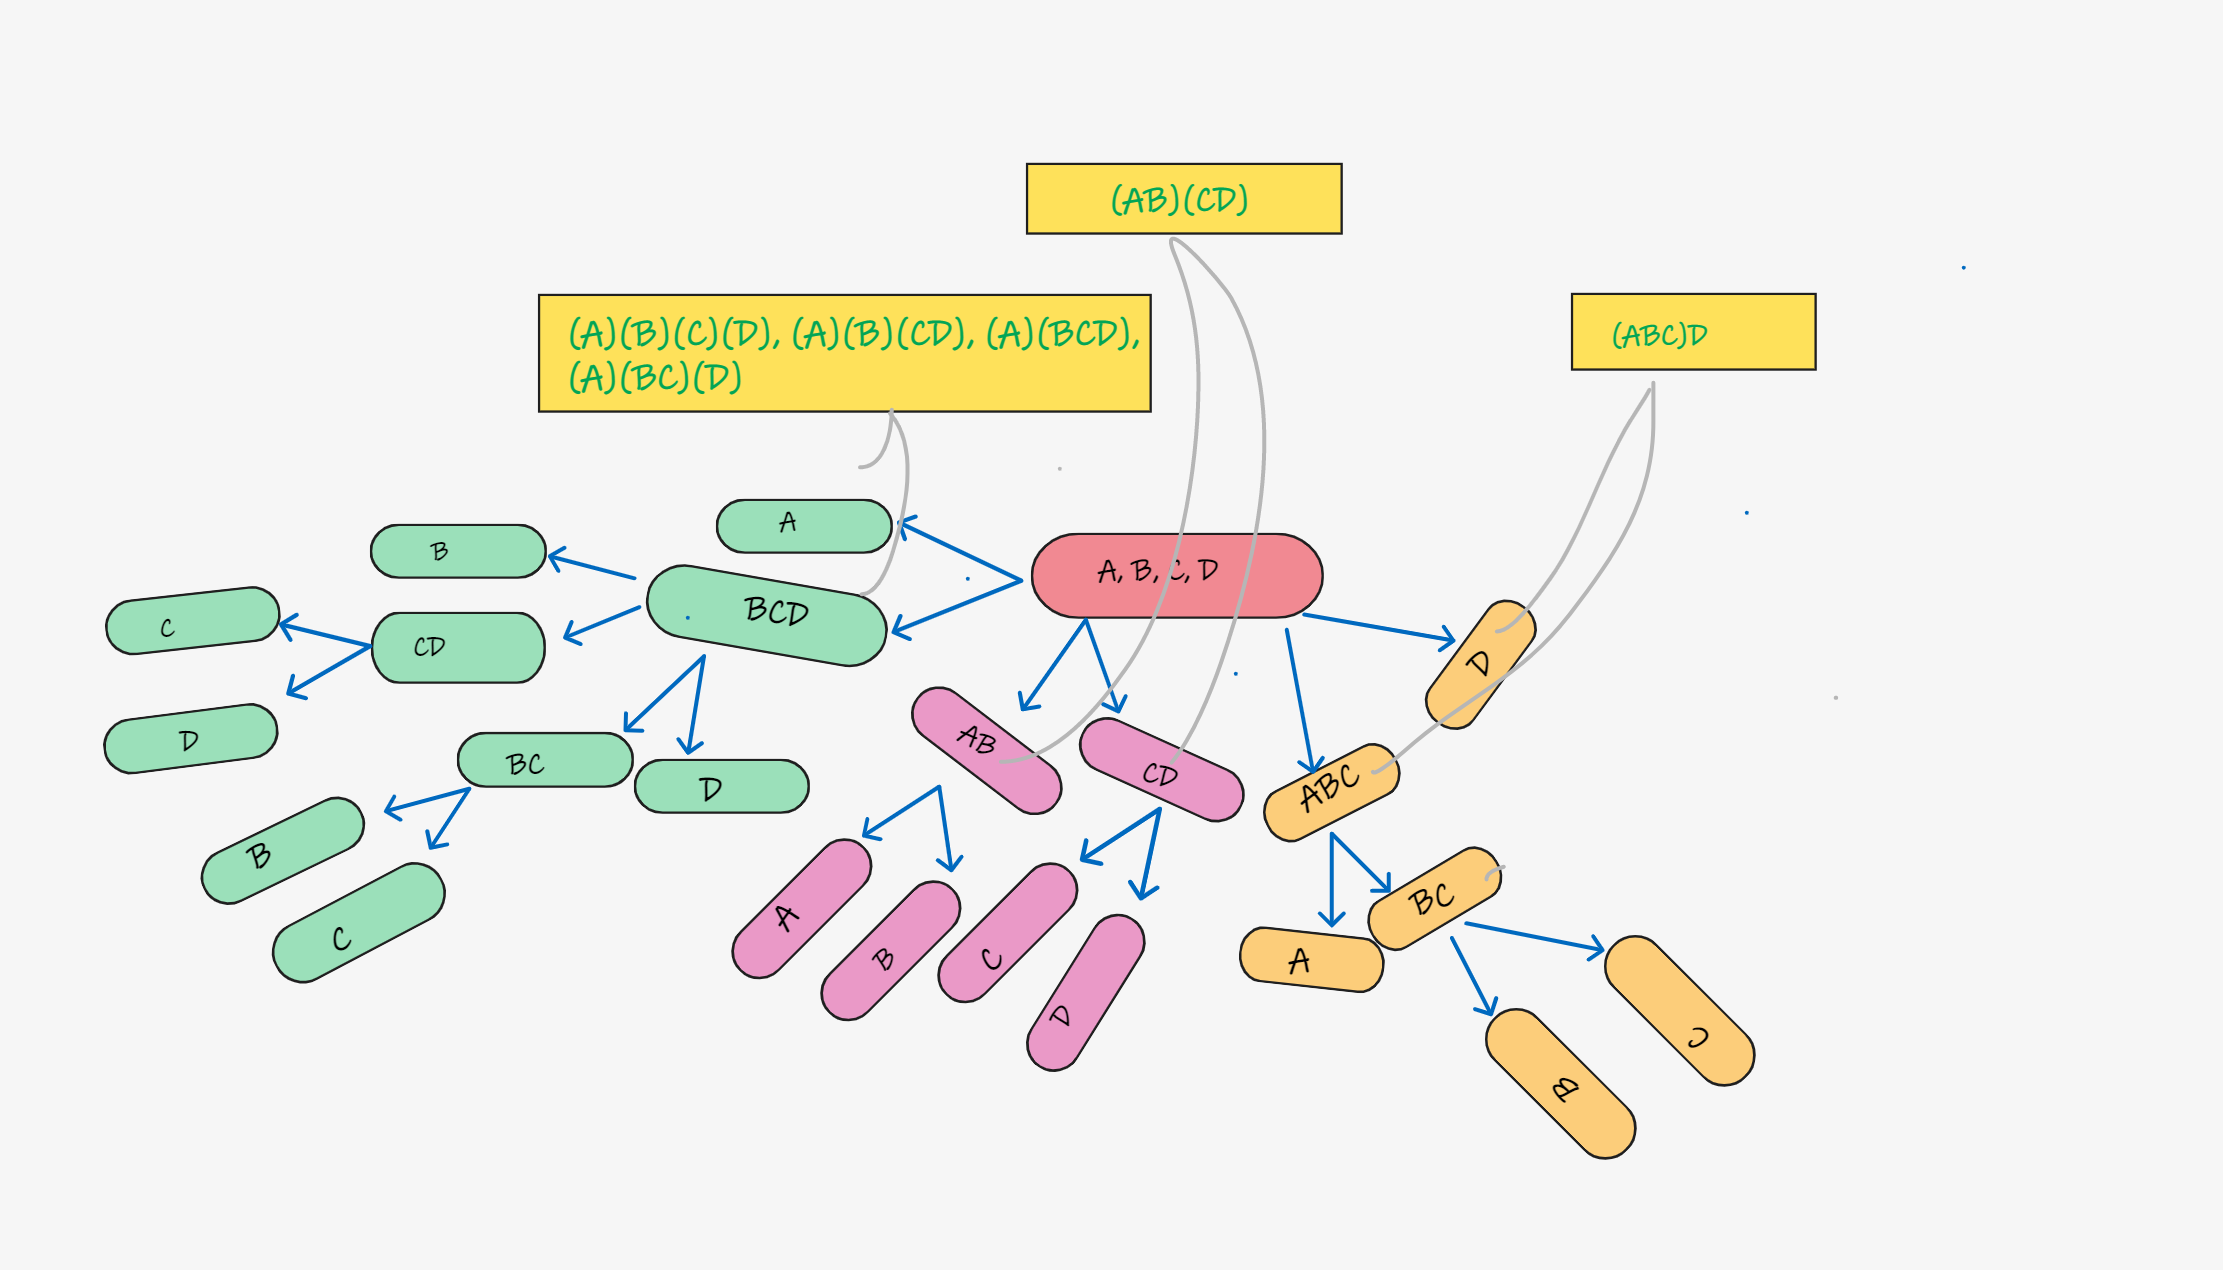 (AB)(CD)
(A)(B)(C)(D), (A)(B)(CD), (A)(BCD),
(A)(BC)(D)
(ABC)D
A
B
A, B, C, D
BCD
C
CD
D
D
AB
BC
D
CD
ABC
B
C
A
B
C
D
A
BC
C
B